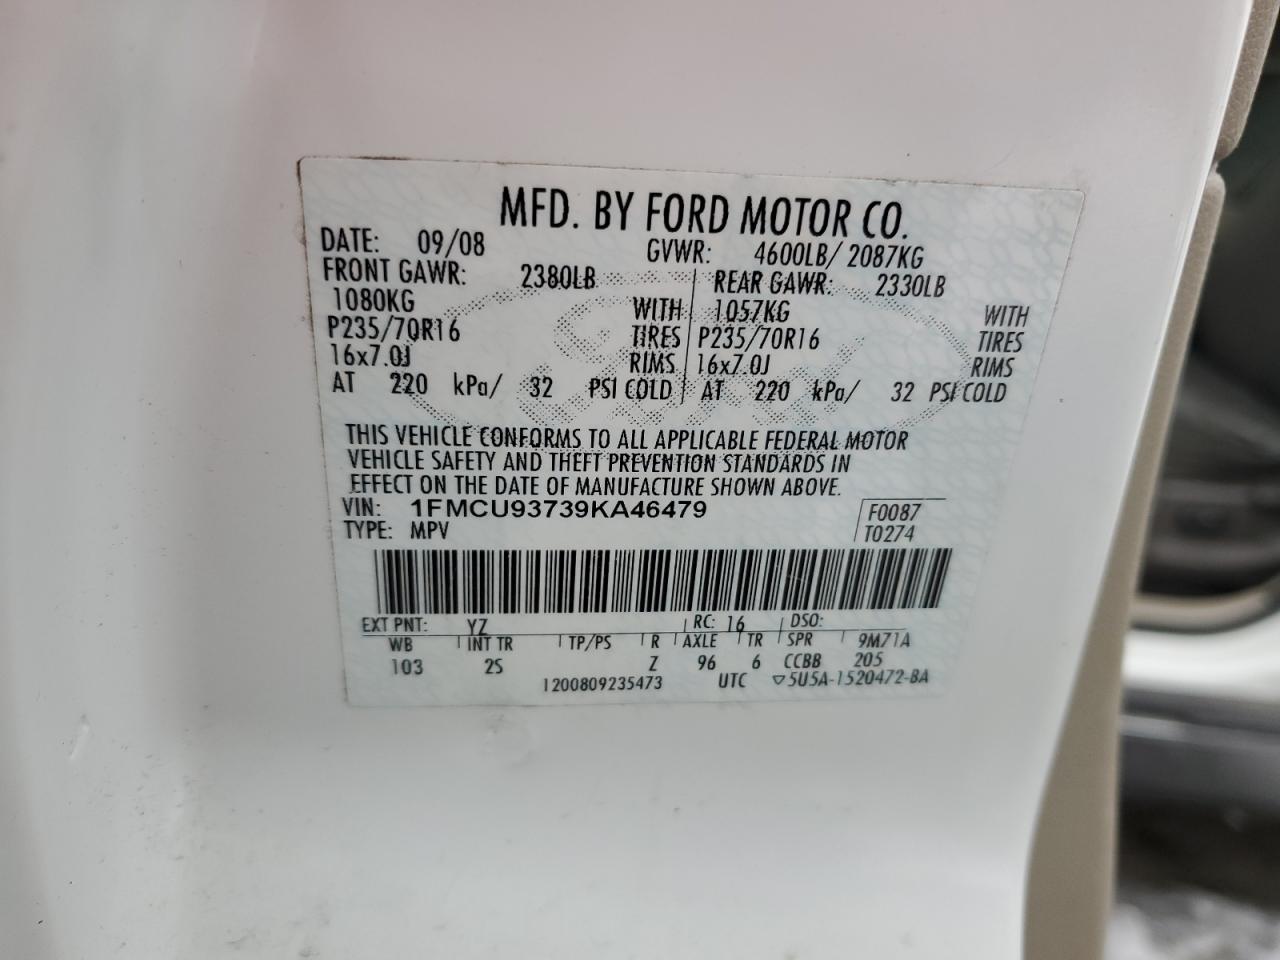 MFD. BY FORD MOTOR CO.
DATE: 09/08 GVWR: 4600LB/ 2087KG
FRONT GAWR: 2380LB REAR GAWR: 2330LB
1080KG WITH 1057KG WITH
P235/70R16 TIRES P235/70R16 TIRES
16x7.0J RIMS 16x7.0J RIMS
AT 220 kPa/ 32 PSI COLD AT 220 kPa/ 32 PSI COLD
THIS VEHICLE CONFORMS TO ALL APPLICABLE FEDERAL MOTOR
VEHICLE SAFETY AND THEFT PREVENTION STANDARDS IN
EFFECT ON THE DATE OF MANUFACTURE SHOWN ABOVE.
VIN: 1FMCU93739KA46479 F0087
TYPE: MPV T0274
EXT PNT: YZ RC: 16 DSO:
WB INT TR TP/PS R AXLE TR SPR 9M71A
103 2S Z 96 6 CCBB 205
1200809235473 UTC ▽5U5A-1520472-BA